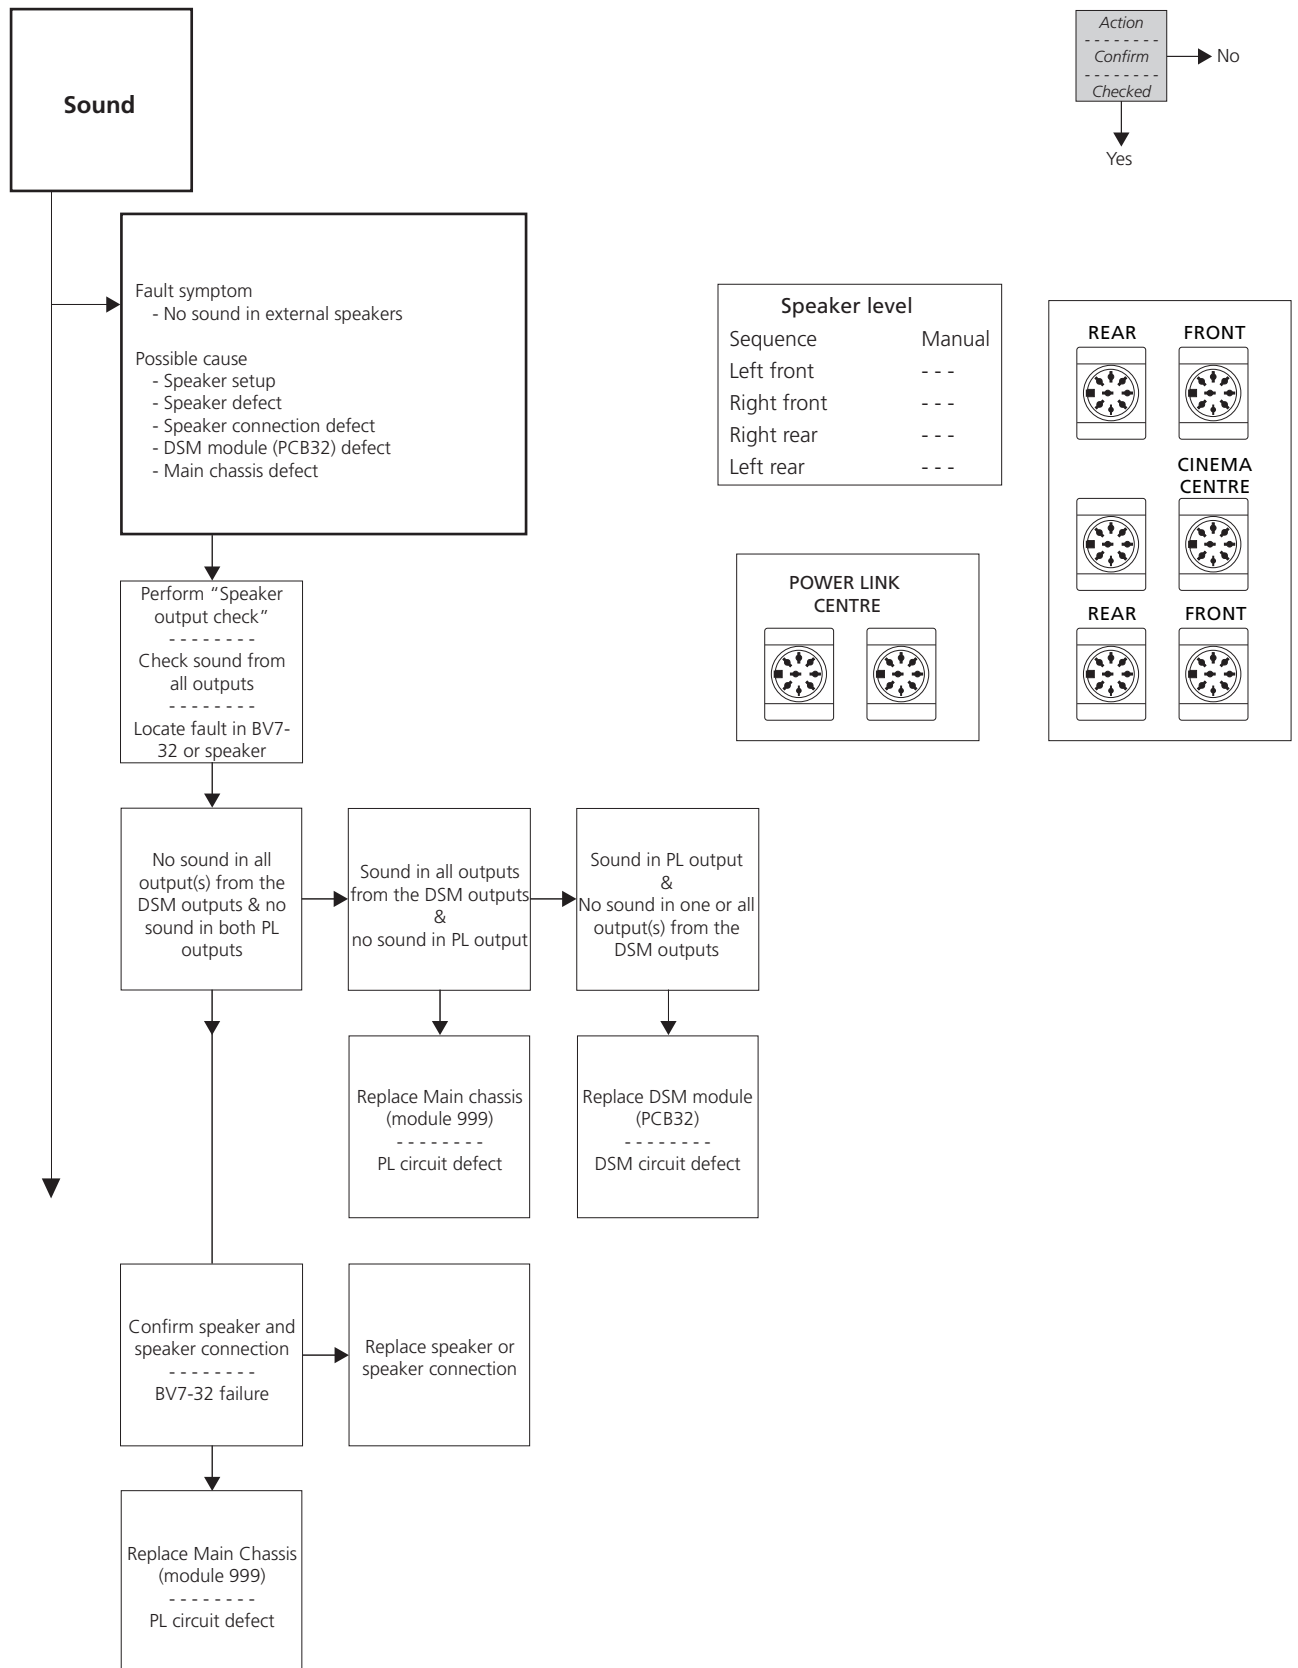 Sound
Action
- - - - - - - -
Confirm
- - - - - - - -
Checked
No
Yes
Fault symptom
- No sound in external speakers
Possible cause
- Speaker setup
- Speaker defect
- Speaker connection defect
- DSM module (PCB32) defect
- Main chassis defect
Speaker level
Sequence Manual
Left front - - -
Right front - - -
Right rear - - -
Left rear - - -
REAR FRONT
CINEMA
CENTRE
REAR FRONT
POWER LINK
CENTRE
Perform “Speaker
output check”
- - - - - - - -
Check sound from
all outputs
- - - - - - - -
Locate fault in BV7-
32 or speaker
No sound in all
output(s) from the
DSM outputs & no
sound in both PL
outputs
Sound in all outputs
from the DSM outputs
&
no sound in PL output
Sound in PL output
&
No sound in one or all
output(s) from the
DSM outputs
Replace Main chassis
(module 999)
- - - - - - - -
PL circuit defect
Replace DSM module
(PCB32)
- - - - - - - -
DSM circuit defect
Confirm speaker and
speaker connection
- - - - - - - -
BV7-32 failure
Replace speaker or
speaker connection
Replace Main Chassis
(module 999)
- - - - - - - -
PL circuit defect